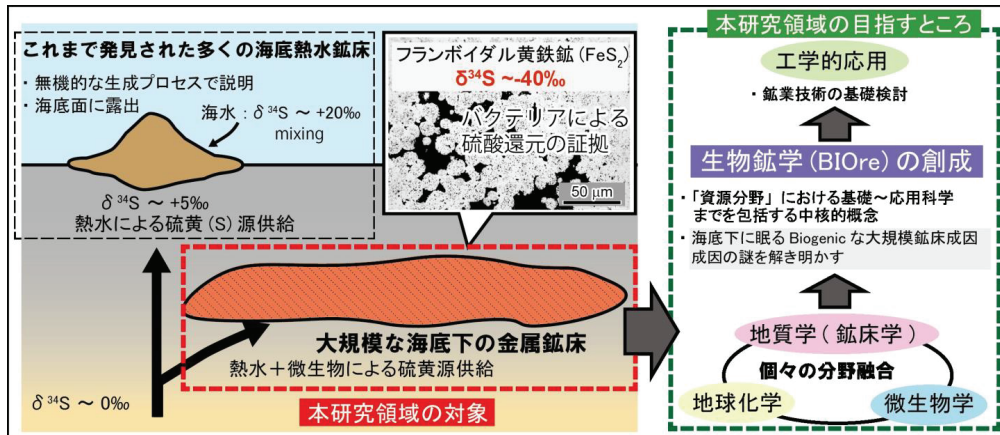 これまで発見された多くの海底熱水鉱床
・無機的な生成プロセスで説明
・海底面に露出
海水：δ³⁴S ～ +20‰
mixing
δ³⁴S ～ +5‰
熱水による硫黄(S)源供給
フランボイダル黄鉄鉱(FeS₂)
δ³⁴S ~-40‰
バクテリアによる
硫酸還元の証拠
50 μm
大規模な海底下の金属鉱床
熱水＋微生物による硫黄源供給
δ³⁴S ～ 0‰
本研究領域の対象
本研究領域の目指すところ
工学的応用
・鉱業技術の基礎検討
生物鉱学(BIOre)の創成
・「資源分野」における基礎～応用科学
までを包括する中核的概念
・海底下に眠る Biogenic な大規模鉱床成因
成因の謎を解き明かす
地質学(鉱床学)
個々の分野融合
地球化学
微生物学